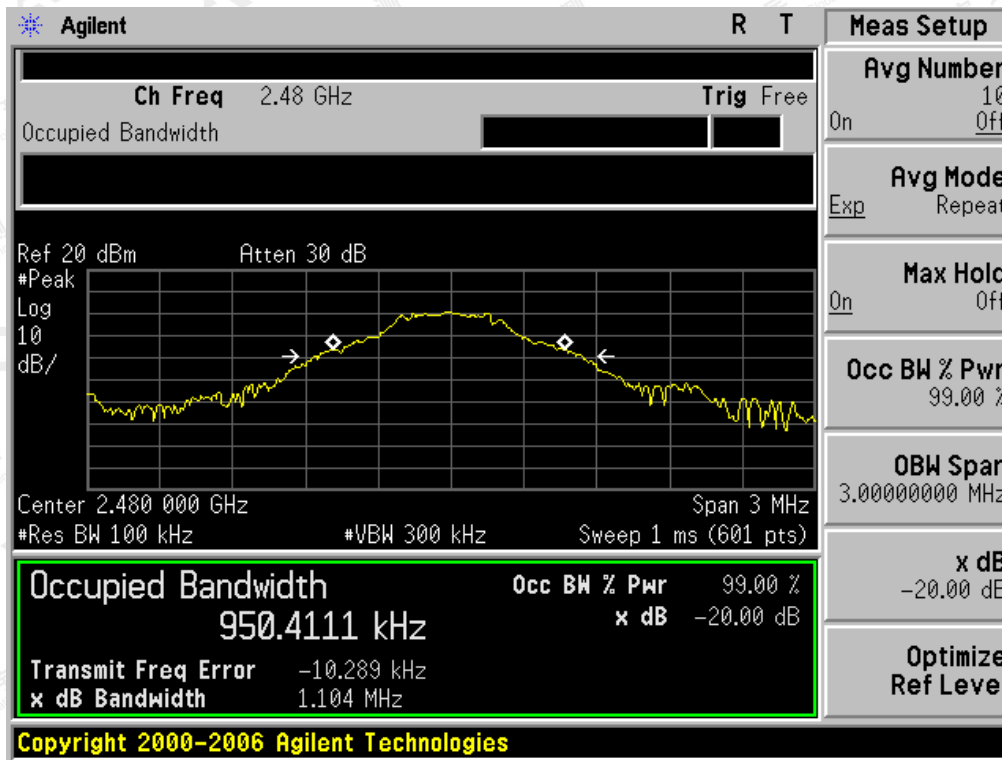 Agilent R T
Ch Freq 2.48 GHz Trig Free
Occupied Bandwidth
Ref 20 dBm Atten 30 dB
#Peak
Log
10
dB/
Center 2.480 000 GHz Span 3 MHz
#Res BW 100 kHz #VBW 300 kHz Sweep 1 ms (601 pts)
Occupied Bandwidth Occ BW % Pwr 99.00 %
950.4111 kHz x dB -20.00 dB
Transmit Freq Error -10.289 kHz
x dB Bandwidth 1.104 MHz
Copyright 2000-2006 Agilent Technologies
Meas Setup
Avg Number
10
On Off
Avg Mode
Exp Repeat
Max Hold
On Off
Occ BW % Pwr
99.00 %
OBW Span
3.00000000 MHz
x dB
-20.00 dB
Optimize
Ref Level